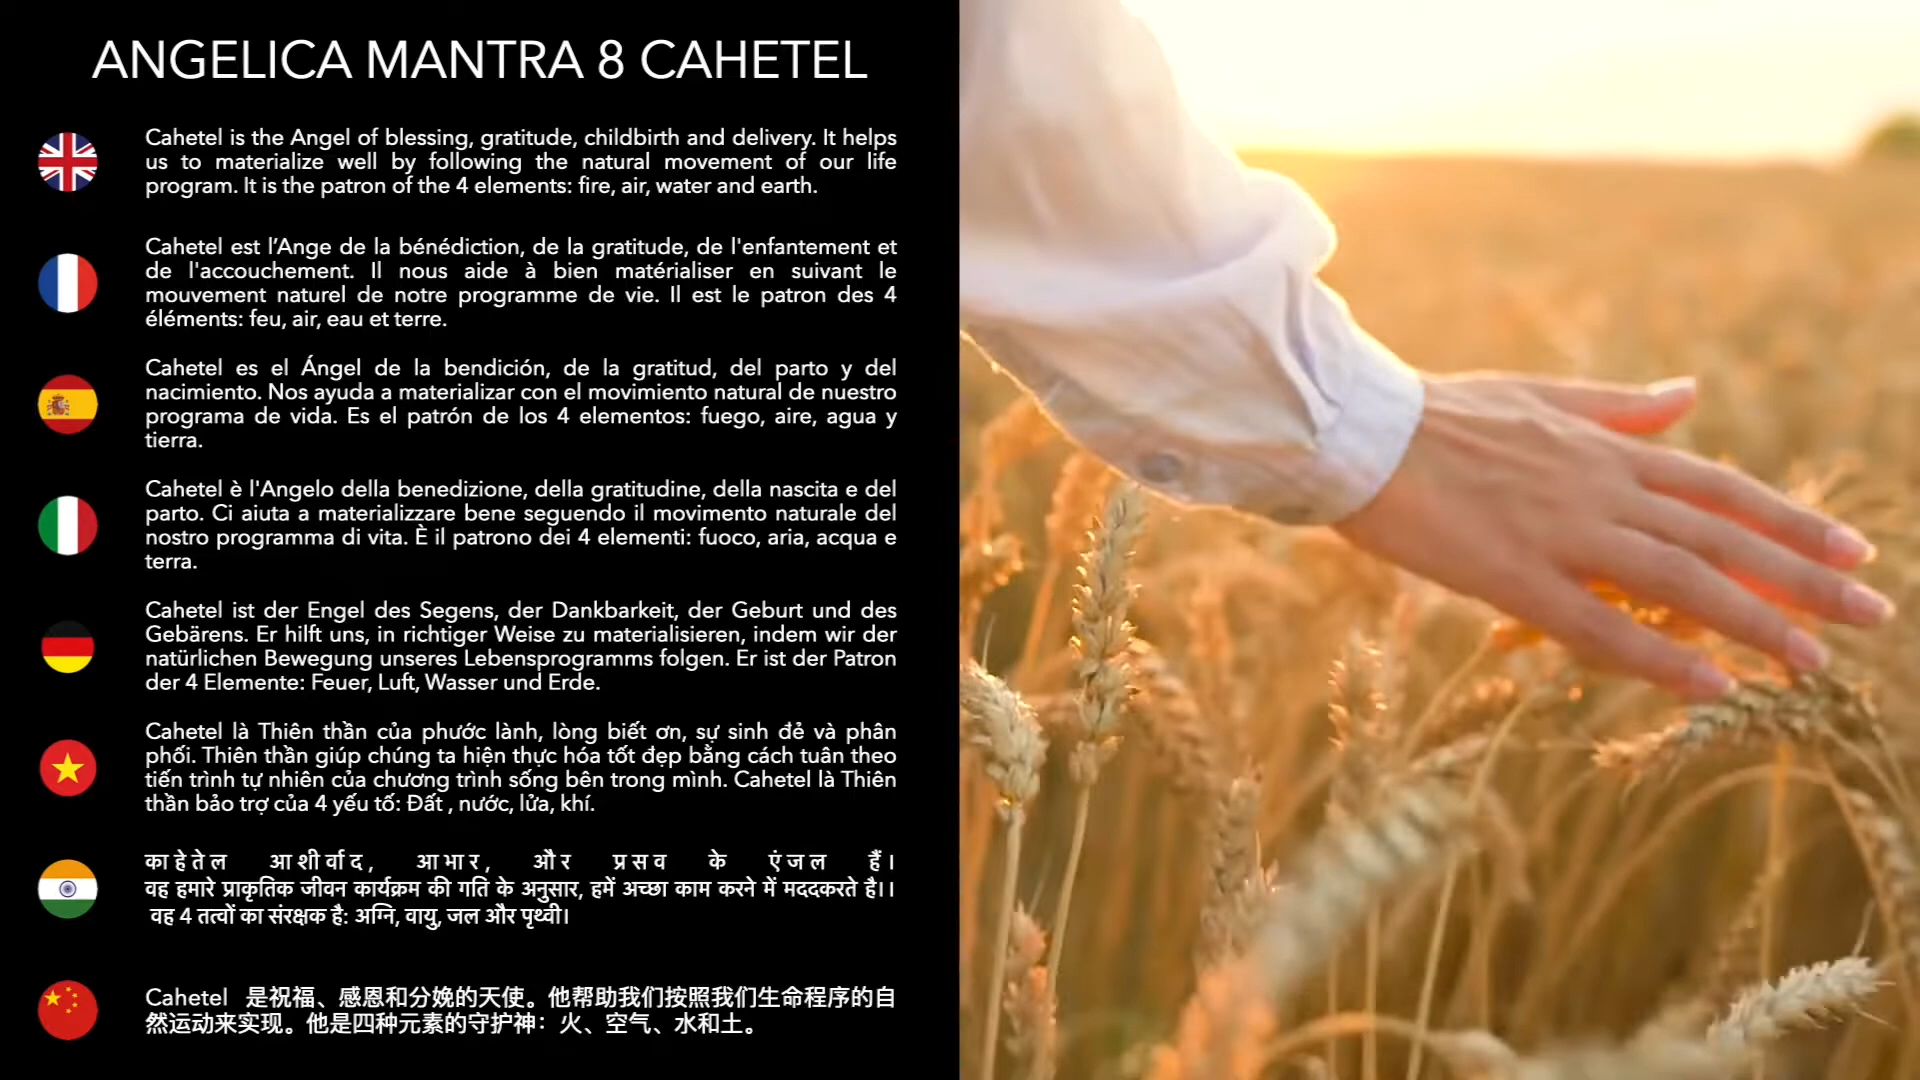 ANGELICA MANTRA 8 CAHETEL
Cahetel is the Angel of blessing, gratitude, childbirth and delivery. It helps
us to materialize well by following the natural movement of our life
program. It is the patron of the 4 elements: fire, air, water and earth.
Cahetel est l’Ange de la bénédiction, de la gratitude, de l'enfantement et
de l'accouchement. Il nous aide à bien matérialiser en suivant le
mouvement naturel de notre programme de vie. Il est le patron des 4
éléments: feu, air, eau et terre.
Cahetel es el Ángel de la bendición, de la gratitud, del parto y del
nacimiento. Nos ayuda a materializar con el movimiento natural de nuestro
programa de vida. Es el patrón de los 4 elementos: fuego, aire, agua y
tierra.
Cahetel è l'Angelo della benedizione, della gratitudine, della nascita e del
parto. Ci aiuta a materializzare bene seguendo il movimento naturale del
nostro programma di vita. È il patrono dei 4 elementi: fuoco, aria, acqua e
terra.
Cahetel ist der Engel des Segens, der Dankbarkeit, der Geburt und des
Gebärens. Er hilft uns, in richtiger Weise zu materialisieren, indem wir der
natürlichen Bewegung unseres Lebensprogramms folgen. Er ist der Patron
der 4 Elemente: Feuer, Luft, Wasser und Erde.
Cahetel là Thiên thần của phước lành, lòng biết ơn, sự sinh đẻ và phân
phối. Thiên thần giúp chúng ta hiện thực hóa tốt đẹp bằng cách tuân theo
tiến trình tự nhiên của chương trình sống bên trong mình. Cahetel là Thiên
thần bảo trợ của 4 yếu tố: Đất , nước, lửa, khí.
काहेतेल आशीर्वाद, आभार, और प्रसव के एंजल हैं।
वह हमारे प्राकृतिक जीवन कार्यक्रम की गति के अनुसार, हमें अच्छा काम करने में मददकरते है।।
वह 4 तत्वों का संरक्षक है: अग्नि, वायु, जल और पृथ्वी।
Cahetel 是祝福、感恩和分娩的天使。他帮助我们按照我们生命程序的自
然运动来实现。他是四种元素的守护神：火、空气、水和土。